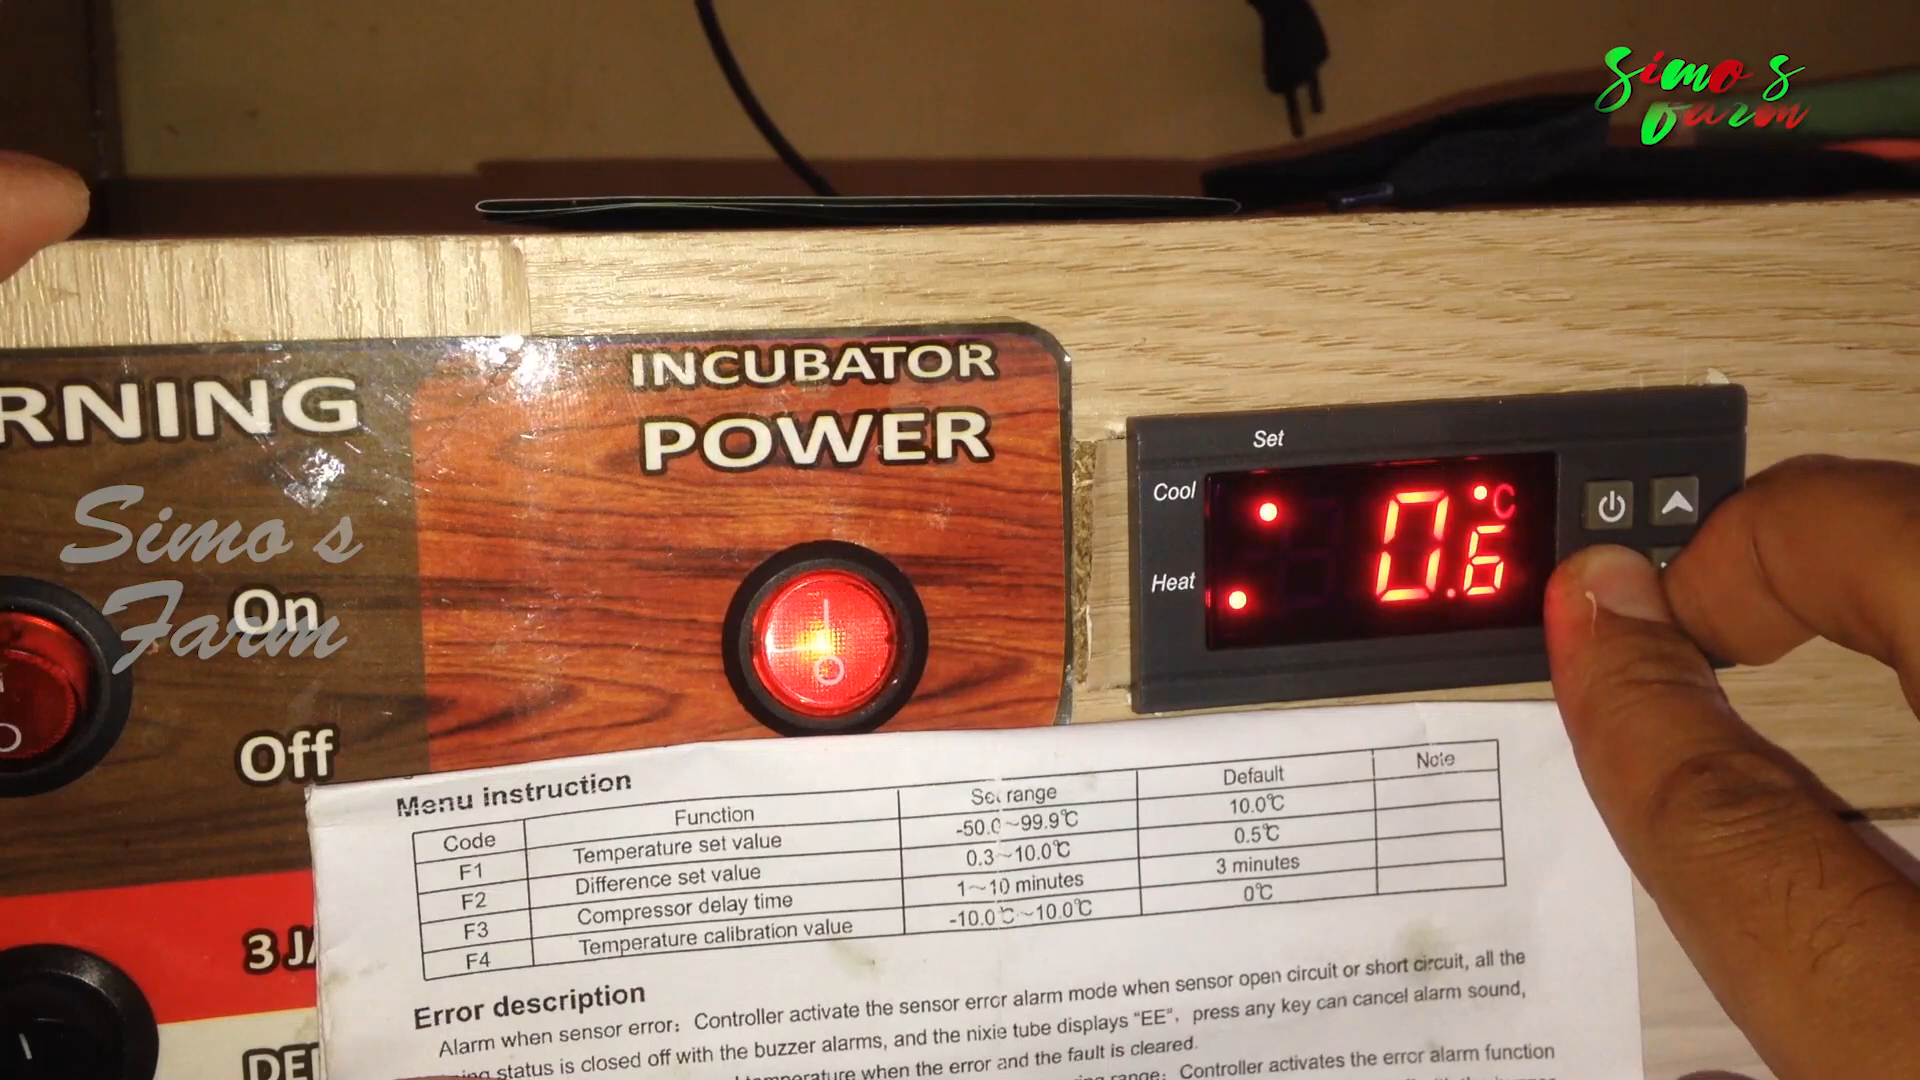 Simo's
Farm
INCUBATOR
POWER
RNING
Simo's
Farm
On
Off
Set
Cool
Heat
0.6
°C
3 JA
Menu instruction
Code Function Set range Default Note
F1 Temperature set value -50.0~99.9℃ 10.0℃
F2 Difference set value 0.3~10.0℃ 0.5℃
F3 Compressor delay time 1~10 minutes 3 minutes
F4 Temperature calibration value -10.0℃~10.0℃ 0℃
Error description
Alarm when sensor error: Controller activate the sensor error alarm mode when sensor open circuit or short circuit, all the
status is closed off with the buzzer alarms, and the nixie tube displays "EE", press any key can cancel alarm sound,
temperature when the error and the fault is cleared.
range: Controller activates the error alarm function